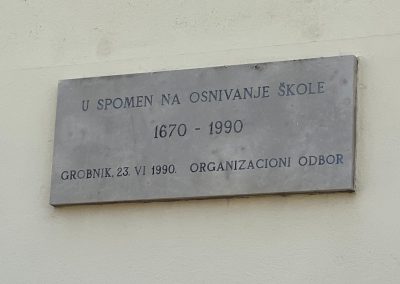 U SPOMEN NA OSNIVANJE ŠKOLE
1670 - 1990
GROBNIK, 23. VI 1990. ORGANIZACIONI ODBOR